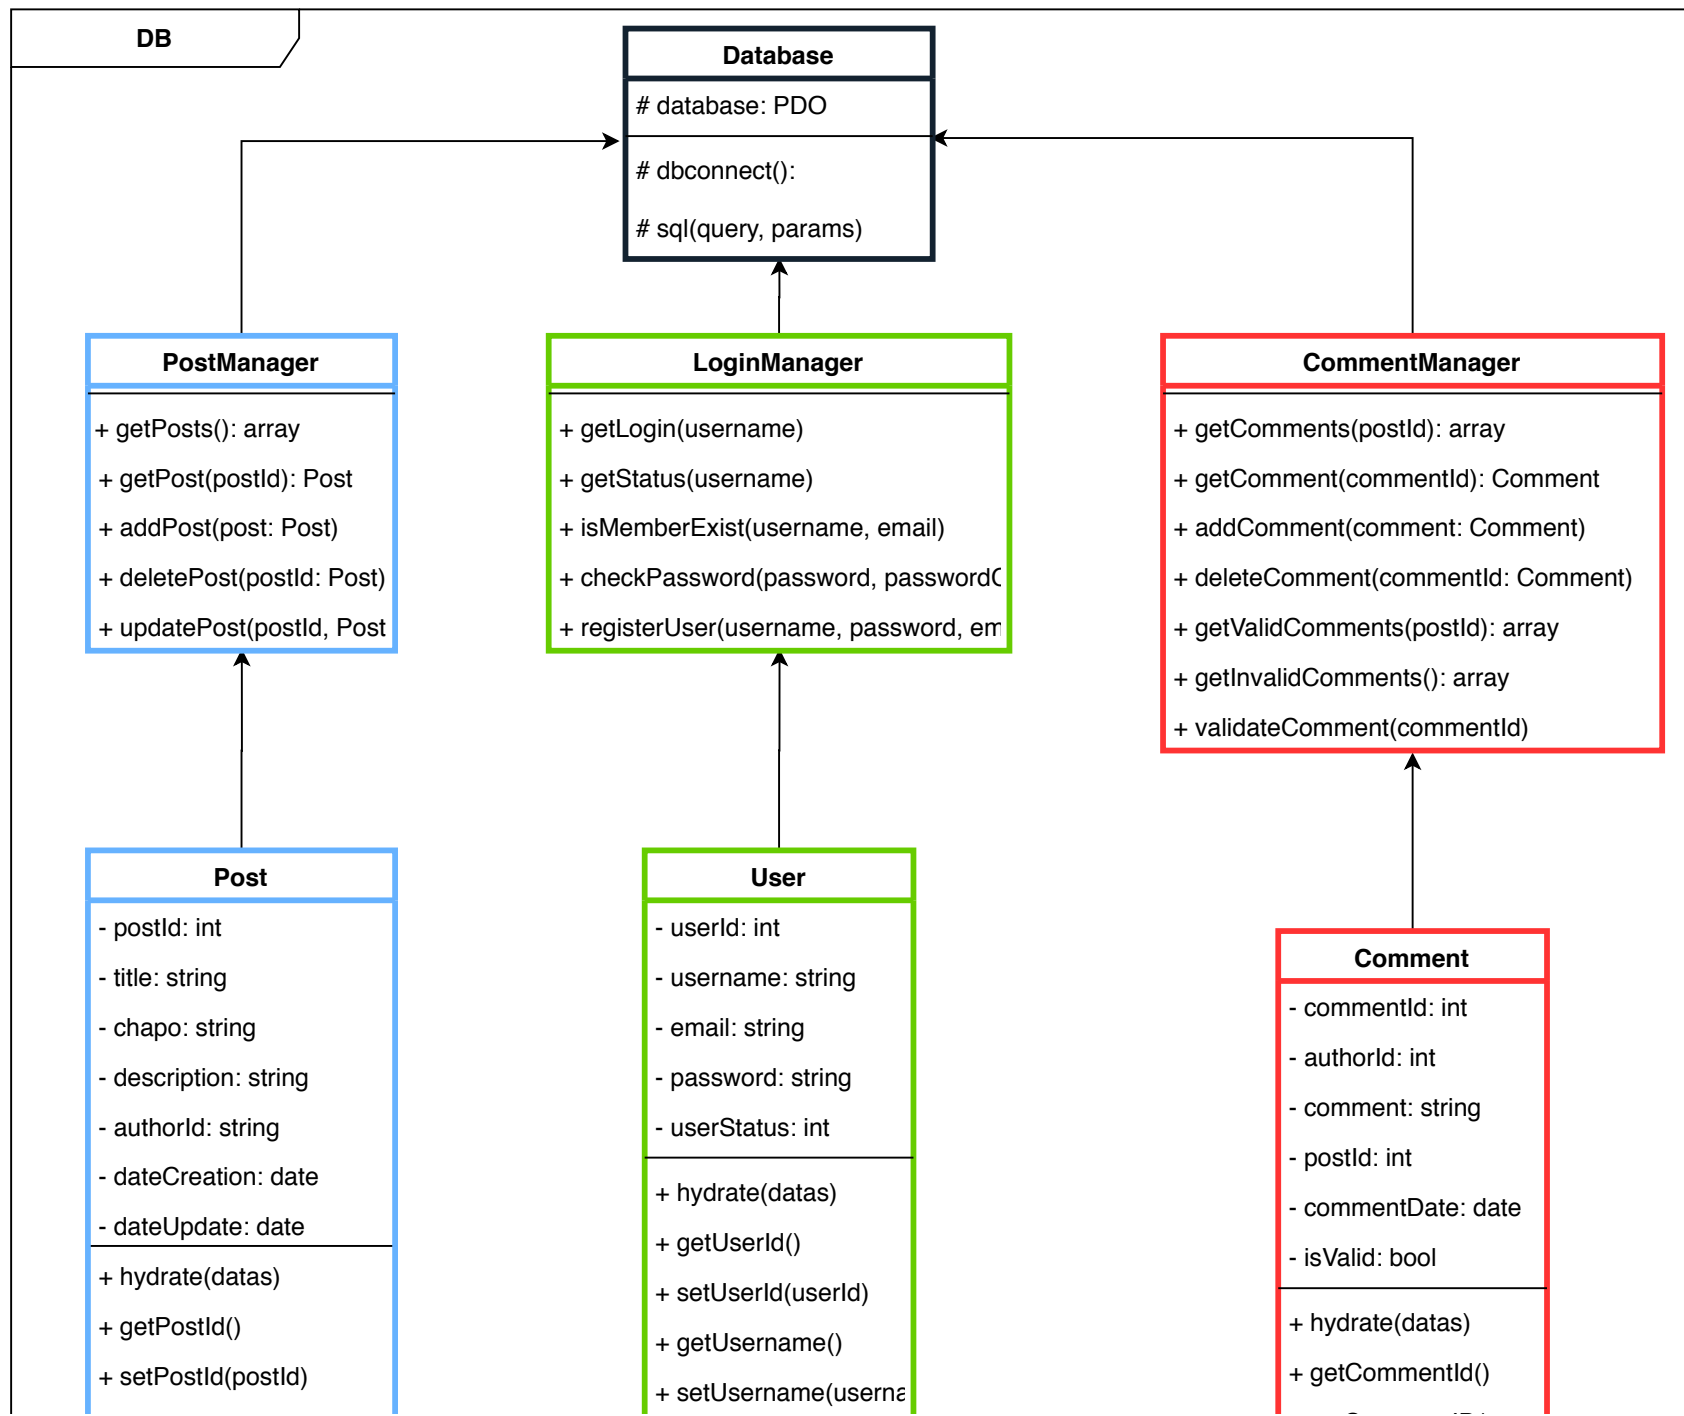 DB
Database
# database: PDO
# dbconnect():
# sql(query, params)
PostManager
+ getPosts(): array
+ getPost(postId): Post
+ addPost(post: Post)
+ deletePost(postId: Post)
+ updatePost(postId, Post
LoginManager
+ getLogin(username)
+ getStatus(username)
+ isMemberExist(username, email)
+ checkPassword(password, passwordC
+ registerUser(username, password, em
CommentManager
+ getComments(postId): array
+ getComment(commentId): Comment
+ addComment(comment: Comment)
+ deleteComment(commentId: Comment)
+ getValidComments(postId): array
+ getInvalidComments(): array
+ validateComment(commentId)
Post
- postId: int
- title: string
- chapo: string
- description: string
- authorId: string
- dateCreation: date
- dateUpdate: date
+ hydrate(datas)
+ getPostId()
+ setPostId(postId)
User
- userId: int
- username: string
- email: string
- password: string
- userStatus: int
+ hydrate(datas)
+ getUserId()
+ setUserId(userId)
+ getUsername()
+ setUsername(userna
Comment
- commentId: int
- authorId: int
- comment: string
- postId: int
- commentDate: date
- isValid: bool
+ hydrate(datas)
+ getCommentId()